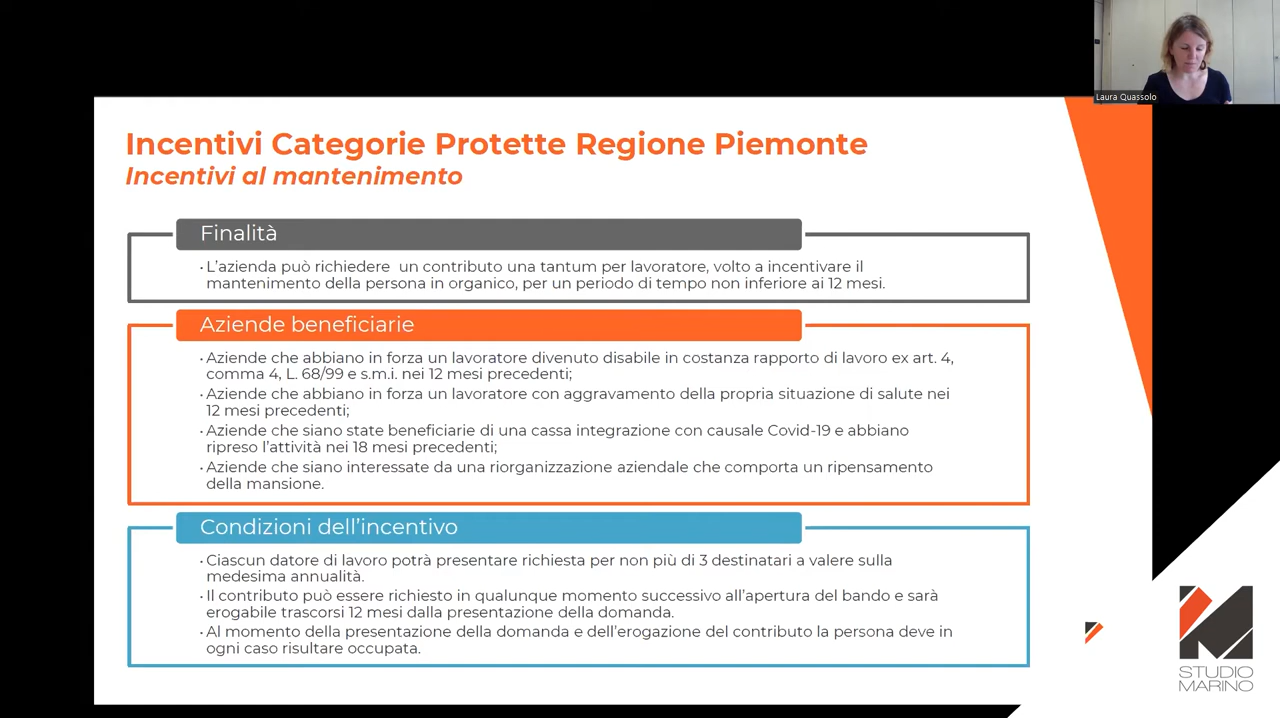 Laura Quassolo
Incentivi Categorie Protette Regione Piemonte
Incentivi al mantenimento
Finalità
• L’azienda può richiedere un contributo una tantum per lavoratore, volto a incentivare il
mantenimento della persona in organico, per un periodo di tempo non inferiore ai 12 mesi.
Aziende beneficiarie
• Aziende che abbiano in forza un lavoratore divenuto disabile in costanza rapporto di lavoro ex art. 4,
comma 4, L. 68/99 e s.m.i. nei 12 mesi precedenti;
• Aziende che abbiano in forza un lavoratore con aggravamento della propria situazione di salute nei
12 mesi precedenti;
• Aziende che siano state beneficiarie di una cassa integrazione con causale Covid-19 e abbiano
ripreso l’attività nei 18 mesi precedenti;
• Aziende che siano interessate da una riorganizzazione aziendale che comporta un ripensamento
della mansione.
Condizioni dell’incentivo
• Ciascun datore di lavoro potrà presentare richiesta per non più di 3 destinatari a valere sulla
medesima annualità.
• Il contributo può essere richiesto in qualunque momento successivo all’apertura del bando e sarà
erogabile trascorsi 12 mesi dalla presentazione della domanda.
• Al momento della presentazione della domanda e dell’erogazione del contributo la persona deve in
ogni caso risultare occupata.
STUDIO
MARINO